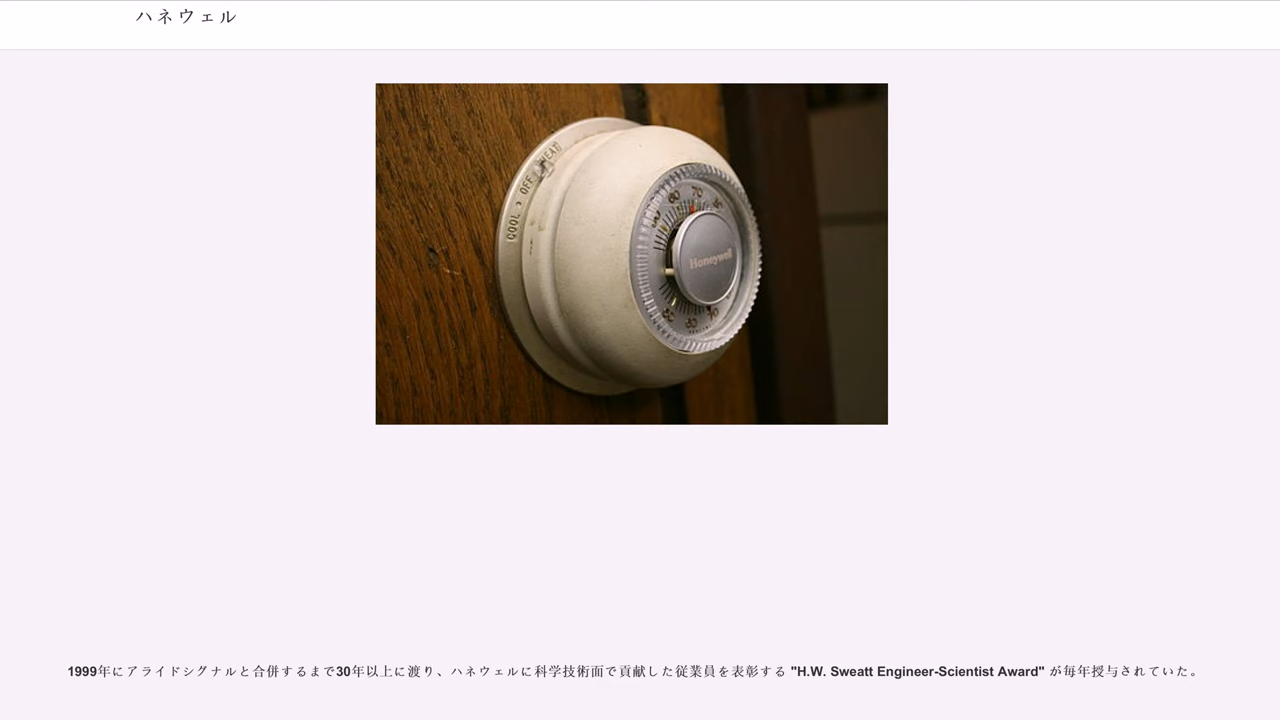 ハネウェル
COOL OFF HEAT
60 70
Honeywell
1999年にアライドシグナルと合併するまで30年以上に渡り、ハネウェルに科学技術面で貢献した従業員を表彰する "H.W. Sweatt Engineer-Scientist Award" が毎年授与されていた。